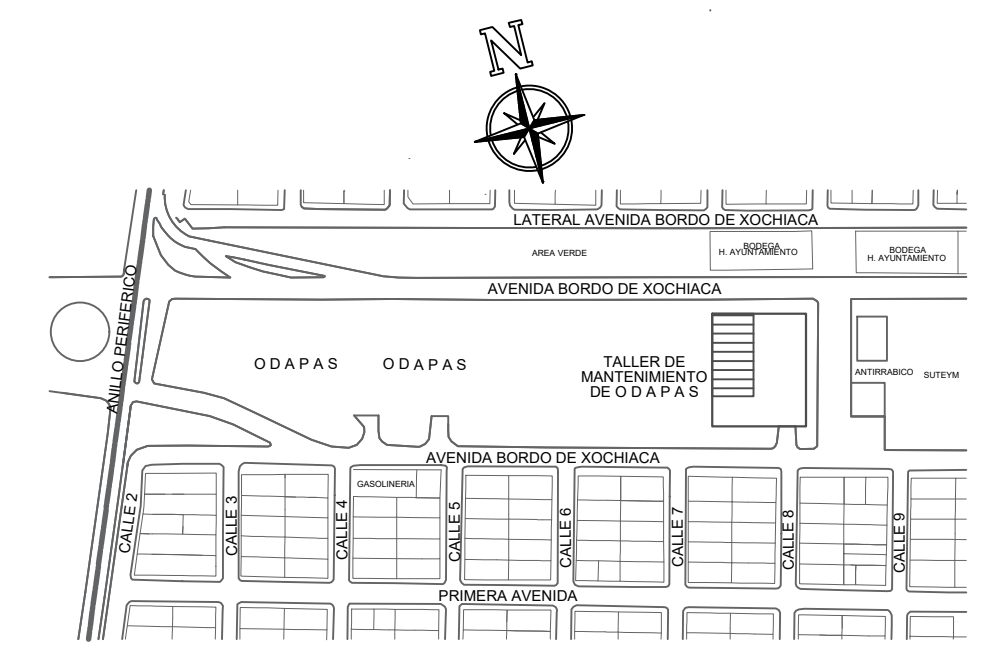 N
LATERAL AVENIDA BORDO DE XOCHIACA
AREA VERDE
BODEGA
H. AYUNTAMIENTO
BODEGA
H. AYUNTAMIENTO
AVENIDA BORDO DE XOCHIACA
ANILLO PERIFERICO
O D A P A S
O D A P A S
TALLER DE
MANTENIMIENTO
DE O D A P A S
ANTIRRABICO
SUTEYM
AVENIDA BORDO DE XOCHIACA
GASOLINERIA
CALLE 2
CALLE 3
CALLE 4
CALLE 5
CALLE 6
CALLE 7
CALLE 8
CALLE 9
PRIMERA AVENIDA